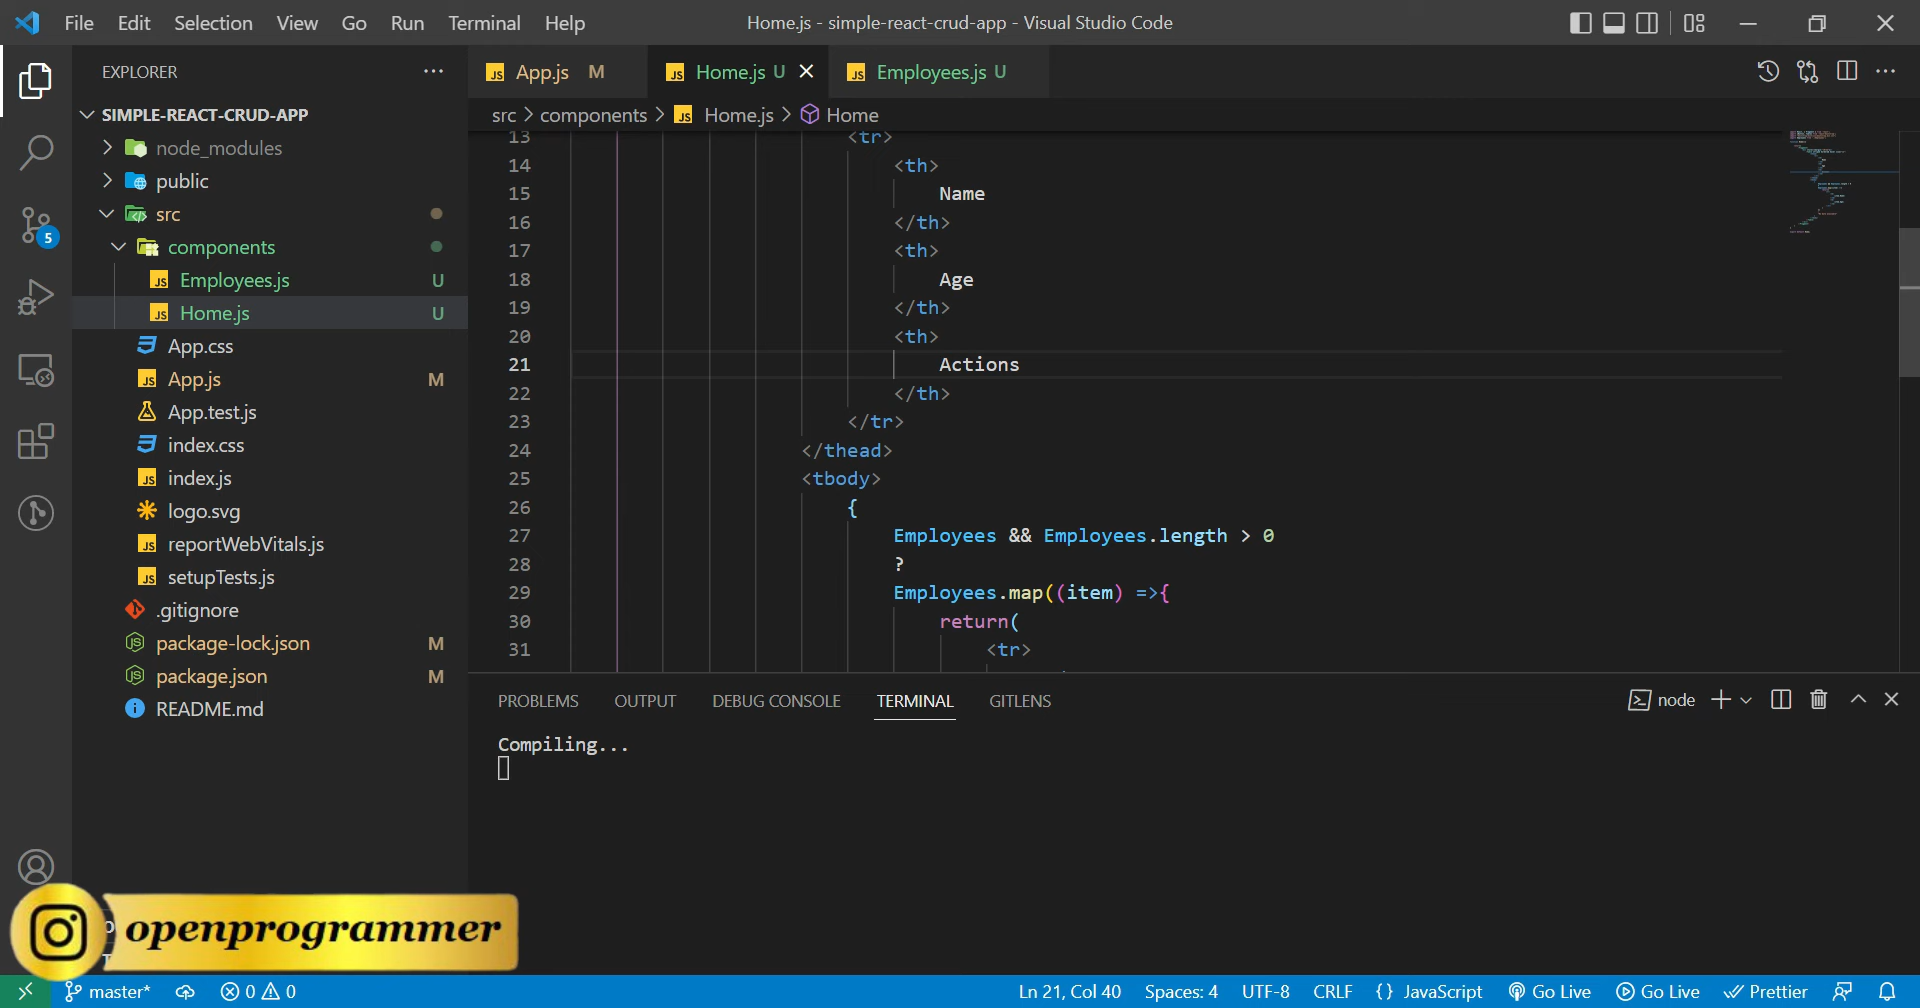 File Edit Selection View Go Run Terminal Help
Home.js - simple-react-crud-app - Visual Studio Code
EXPLORER
SIMPLE-REACT-CRUD-APP
node_modules
public
src
components
Employees.js U
Home.js U
App.css
App.js M
App.test.js
index.css
index.js
logo.svg
reportWebVitals.js
setupTests.js
.gitignore
package-lock.json M
package.json M
README.md
5
App.js M
Home.js U
Employees.js U
src > components > Home.js > Home
13 <tr>
14 <th>
15 Name
16 </th>
17 <th>
18 Age
19 </th>
20 <th>
21 Actions
22 </th>
23 </tr>
24 </thead>
25 <tbody>
26 {
27 Employees && Employees.length > 0
28 ?
29 Employees.map((item) =>{
30 return(
31 <tr>
PROBLEMS OUTPUT DEBUG CONSOLE TERMINAL GITLENS
node
Compiling...
openprogrammer
master* 0 0
Ln 21, Col 40 Spaces: 4 UTF-8 CRLF {} JavaScript Go Live Go Live Prettier